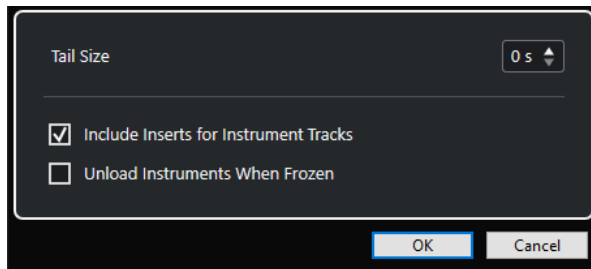 Tail Size
0 s
Include Inserts for Instrument Tracks
Unload Instruments When Frozen
OK
Cancel